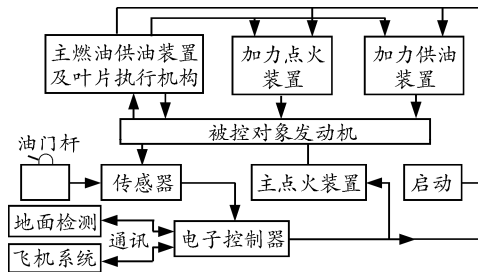 主燃油供油装置
及叶片执行机构
加力点火
装置
加力供油
装置
被控对象发动机
油门杆
传感器
主点火装置
启动
地面检测
通讯
电子控制器
飞机系统